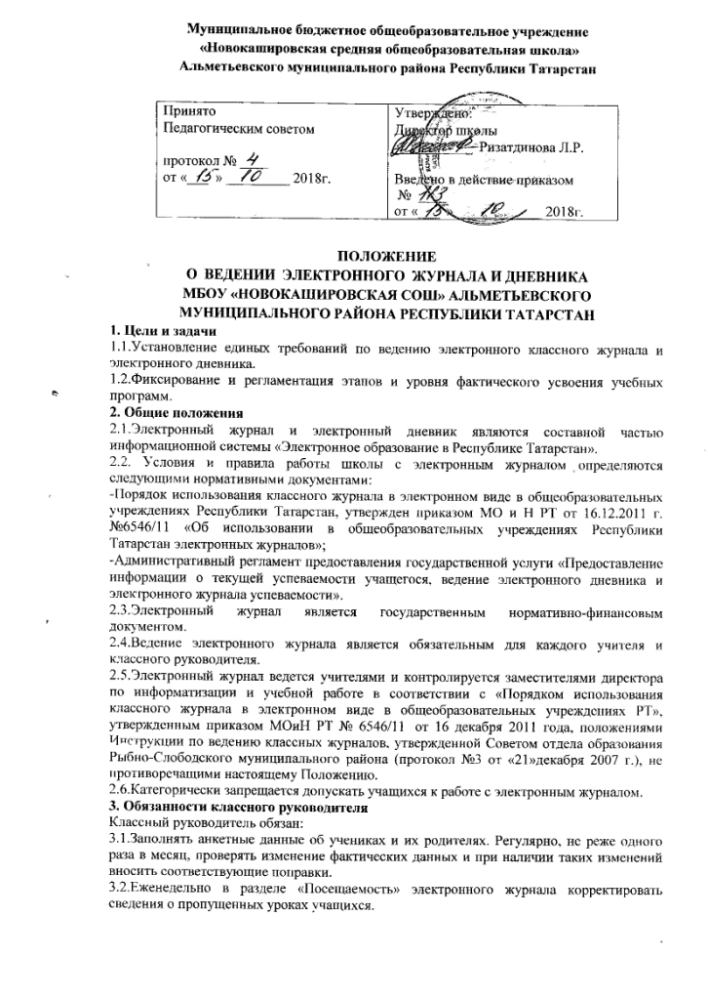 Муниципальное бюджетное общеобразовательное учреждение
«Новокашировская средняя общеобразовательная школа»
Альметьевского муниципального района Республики Татарстан
Принято
Педагогическим советом
протокол № 4
от «15» 10 2018г.
Утверждено:
Директор школы
Ризатдинова Л.Р.
Введено в действие приказом
№ 113
от «15» 10 2018г.
ПОЛОЖЕНИЕ
О ВЕДЕНИИ ЭЛЕКТРОННОГО ЖУРНАЛА И ДНЕВНИКА
МБОУ «НОВОКАШИРОВСКАЯ СОШ» АЛЬМЕТЬЕВСКОГО
МУНИЦИПАЛЬНОГО РАЙОНА РЕСПУБЛИКИ ТАТАРСТАН
1. Цели и задачи
1.1.Установление единых требований по ведению электронного классного журнала и
электронного дневника.
1.2.Фиксирование и регламентация этапов и уровня фактического усвоения учебных
программ.
2. Общие положения
2.1.Электронный журнал и электронный дневник являются составной частью
информационной системы «Электронное образование в Республике Татарстан».
2.2. Условия и правила работы школы с электронным журналом определяются
следующими нормативными документами:
-Порядок использования классного журнала в электронном виде в общеобразовательных
учреждениях Республики Татарстан, утвержден приказом МО и Н РТ от 16.12.2011 г.
№6546/11 «Об использовании в общеобразовательных учреждениях Республики
Татарстан электронных журналов»;
-Административный регламент предоставления государственной услуги «Предоставление
информации о текущей успеваемости учащегося, ведение электронного дневника и
электронного журнала успеваемости».
2.3.Электронный журнал является государственным нормативно-финансовым
документом.
2.4.Ведение электронного журнала является обязательным для каждого учителя и
классного руководителя.
2.5.Электронный журнал ведется учителями и контролируется заместителями директора
по информатизации и учебной работе в соответствии с «Порядком использования
классного журнала в электронном виде в общеобразовательных учреждениях РТ»,
утвержденным приказом МОиН РТ № 6546/11 от 16 декабря 2011 года, положениями
Инструкции по ведению классных журналов, утвержденной Советом отдела образования
Рыбно-Слободского муниципального района (протокол №3 от «21»декабря 2007 г.), не
противоречащими настоящему Положению.
2.6.Категорически запрещается допускать учащихся к работе с электронным журналом.
3. Обязанности классного руководителя
Классный руководитель обязан:
3.1.Заполнять анкетные данные об учениках и их родителях. Регулярно, не реже одного
раза в месяц, проверять изменение фактических данных и при наличии таких изменений
вносить соответствующие поправки.
3.2.Еженедельно в разделе «Посещаемость» электронного журнала корректировать
сведения о пропущенных уроках учащихся.